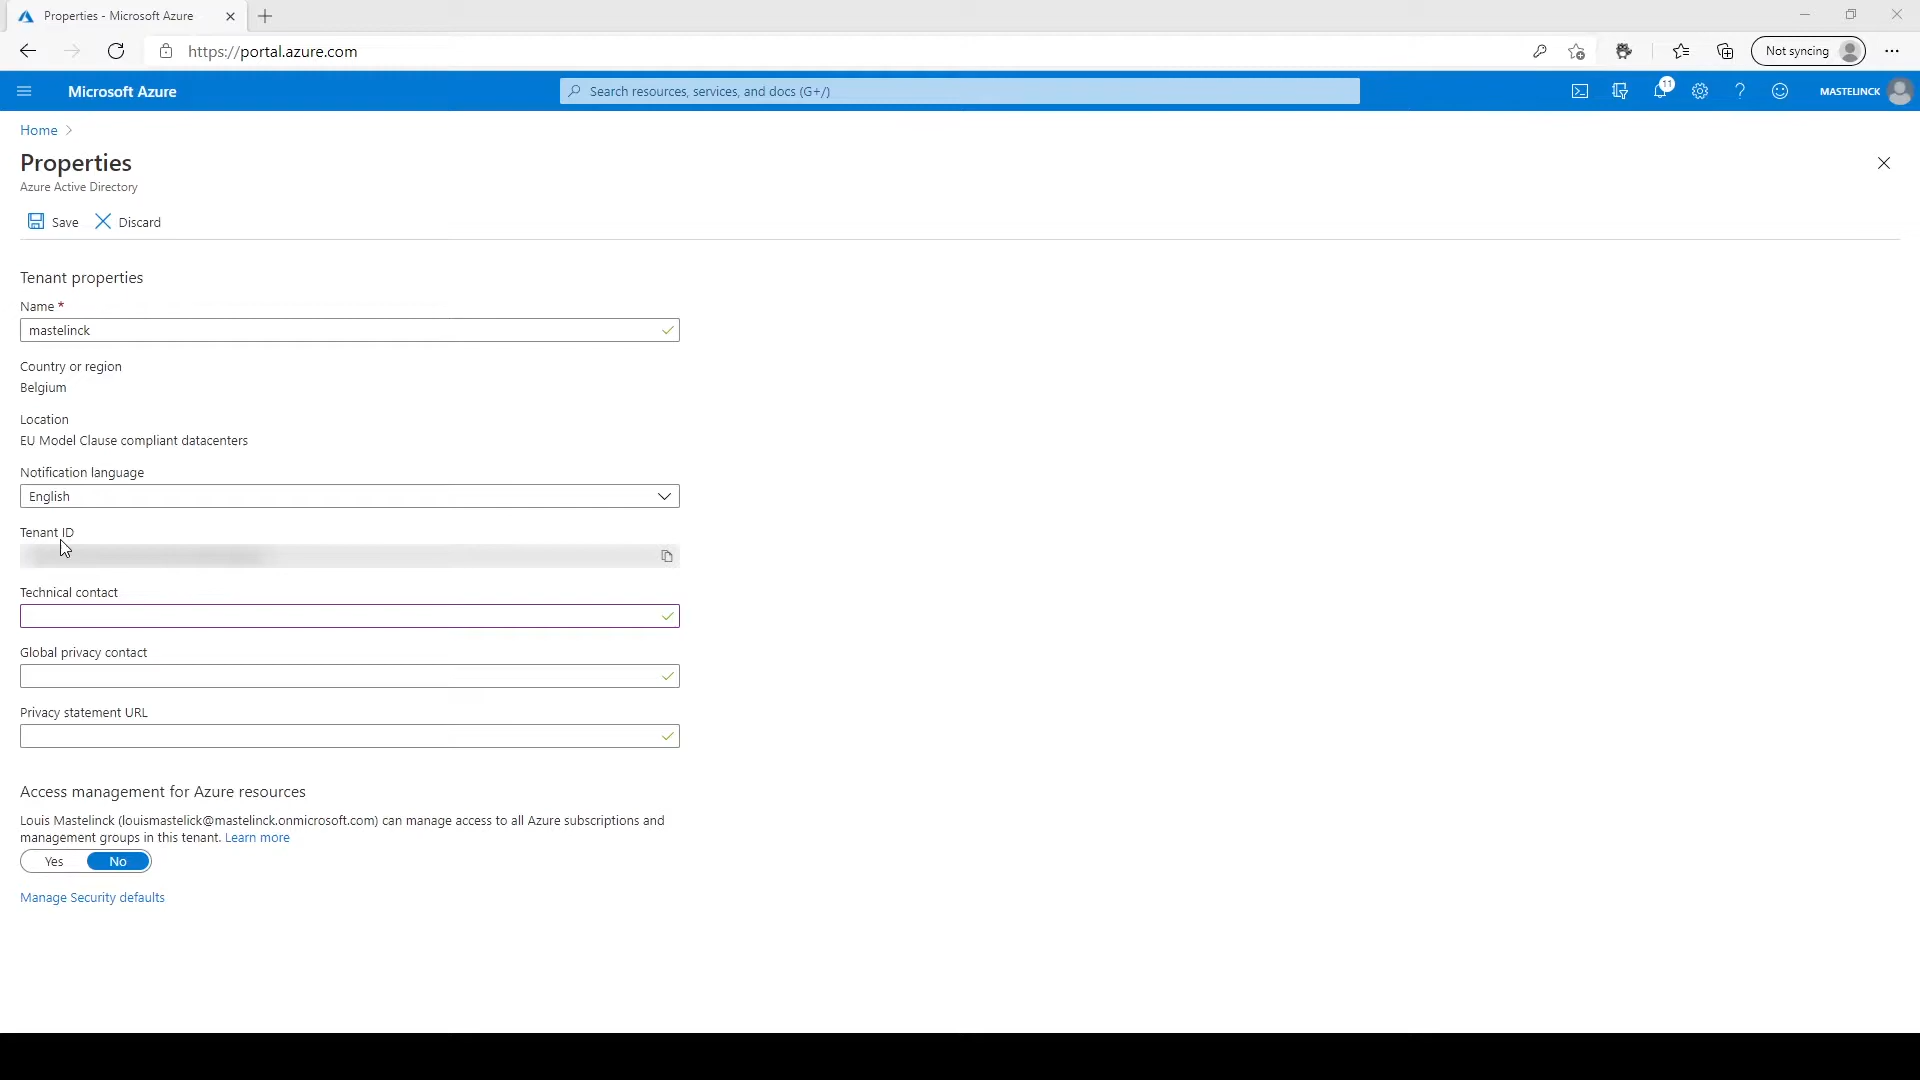 Properties - Microsoft Azure
https://portal.azure.com
Not syncing
Microsoft Azure
Search resources, services, and docs (G+/)
11
MASTELINCK
Home
Properties
Azure Active Directory
Save
Discard
Tenant properties
Name *
mastelinck
Country or region
Belgium
Location
EU Model Clause compliant datacenters
Notification language
English
Tenant ID
Technical contact
Global privacy contact
Privacy statement URL
Access management for Azure resources
Louis Mastelinck (louismastelick@mastelinck.onmicrosoft.com) can manage access to all Azure subscriptions and
management groups in this tenant. Learn more
Yes
No
Manage Security defaults